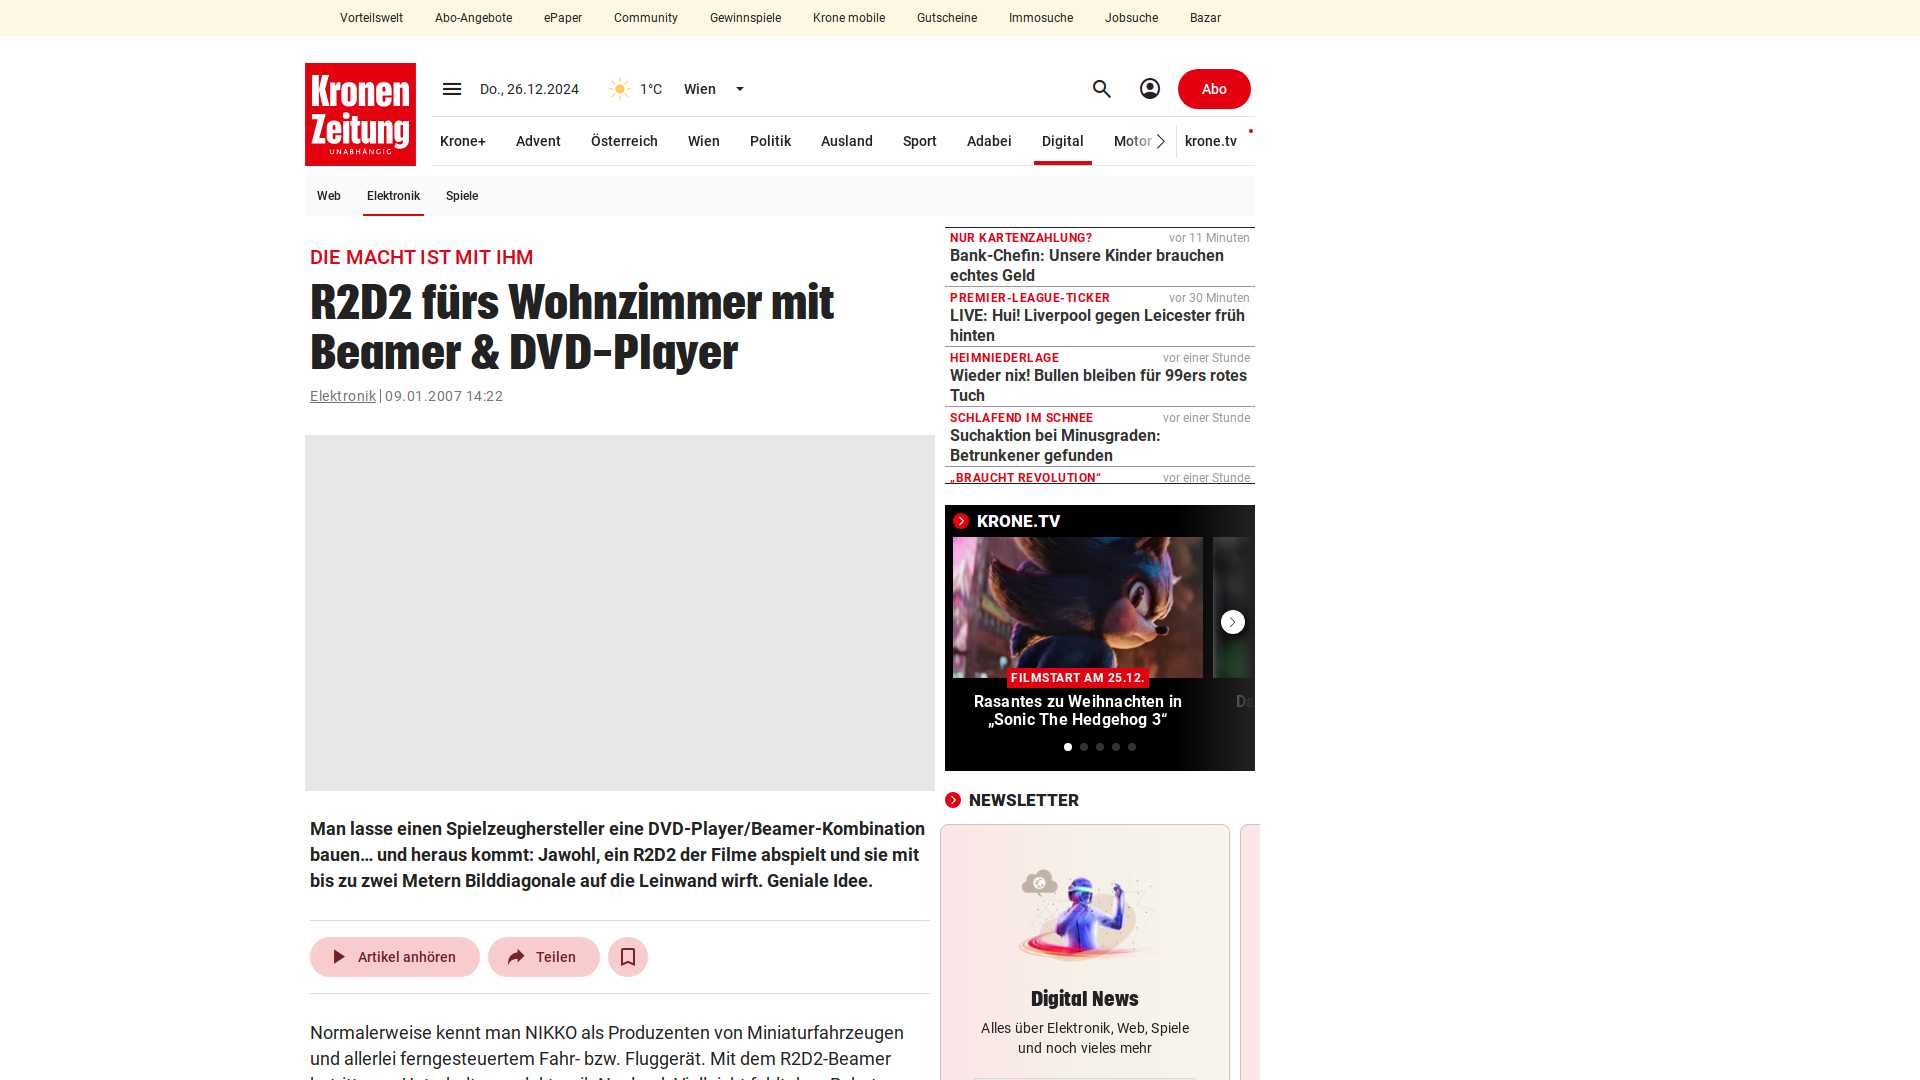 Vorteilswelt Abo-Angebote ePaper Community Gewinnspiele Krone mobile Gutscheine Immosuche Jobsuche Bazar
Kronen
Zeitung
UNABHÄNGIG
Do., 26.12.2024 1°C Wien
Abo
Krone+ Advent Österreich Wien Politik Ausland Sport Adabei Digital Motor krone.tv
Web Elektronik Spiele
DIE MACHT IST MIT IHM
R2D2 fürs Wohnzimmer mit
Beamer & DVD-Player
Elektronik | 09.01.2007 14:22
Man lasse einen Spielzeughersteller eine DVD-Player/Beamer-Kombination
bauen… und heraus kommt: Jawohl, ein R2D2 der Filme abspielt und sie mit
bis zu zwei Metern Bilddiagonale auf die Leinwand wirft. Geniale Idee.
Artikel anhören Teilen
Normalerweise kennt man NIKKO als Produzenten von Miniaturfahrzeugen
und allerlei ferngesteuertem Fahr- bzw. Fluggerät. Mit dem R2D2-Beamer
NUR KARTENZAHLUNG? vor 11 Minuten
Bank-Chefin: Unsere Kinder brauchen
echtes Geld
PREMIER-LEAGUE-TICKER vor 30 Minuten
LIVE: Hui! Liverpool gegen Leicester früh
hinten
HEIMNIEDERLAGE vor einer Stunde
Wieder nix! Bullen bleiben für 99ers rotes
Tuch
SCHLAFEND IM SCHNEE vor einer Stunde
Suchaktion bei Minusgraden:
Betrunkener gefunden
„BRAUCHT REVOLUTION“ vor einer Stunde
KRONE.TV
FILMSTART AM 25.12.
Rasantes zu Weihnachten in
„Sonic The Hedgehog 3“
NEWSLETTER
Digital News
Alles über Elektronik, Web, Spiele
und noch vieles mehr